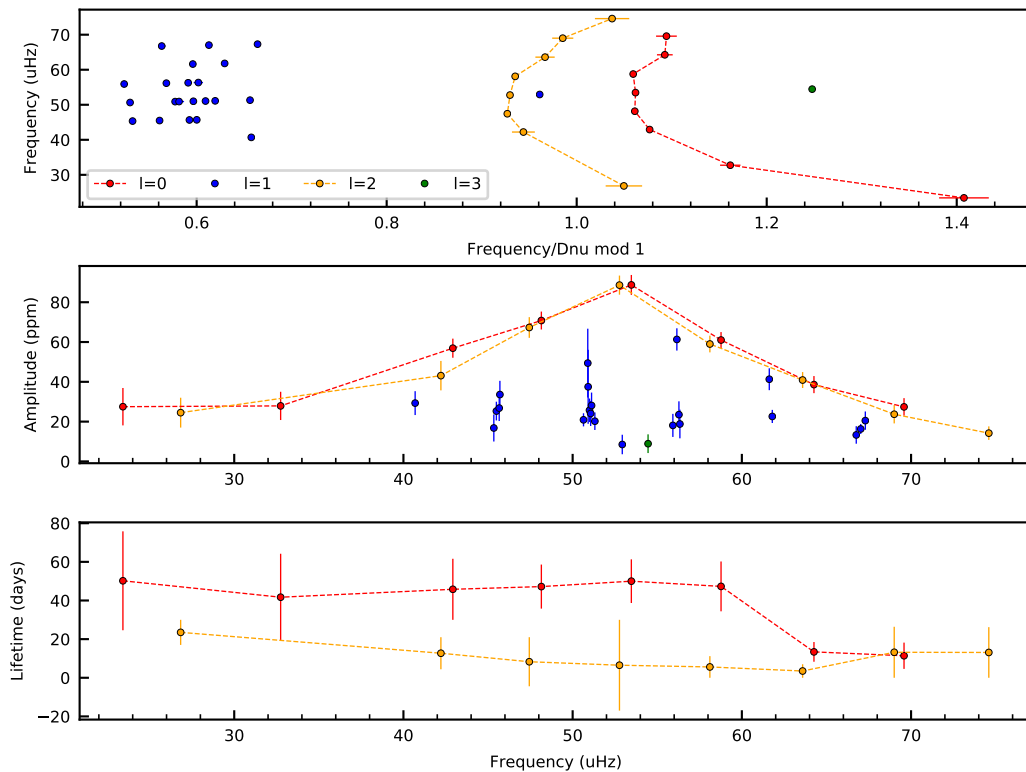 70
60
50
40
30
Frequency (uHz)
l=0 l=1 l=2 l=3
0.6 0.8 1.0 1.2 1.4
Frequency/Dnu mod 1
80
60
40
20
0
Amplitude (ppm)
30 40 50 60 70
80
60
40
20
0
−20
Lifetime (days)
30 40 50 60 70
Frequency (uHz)